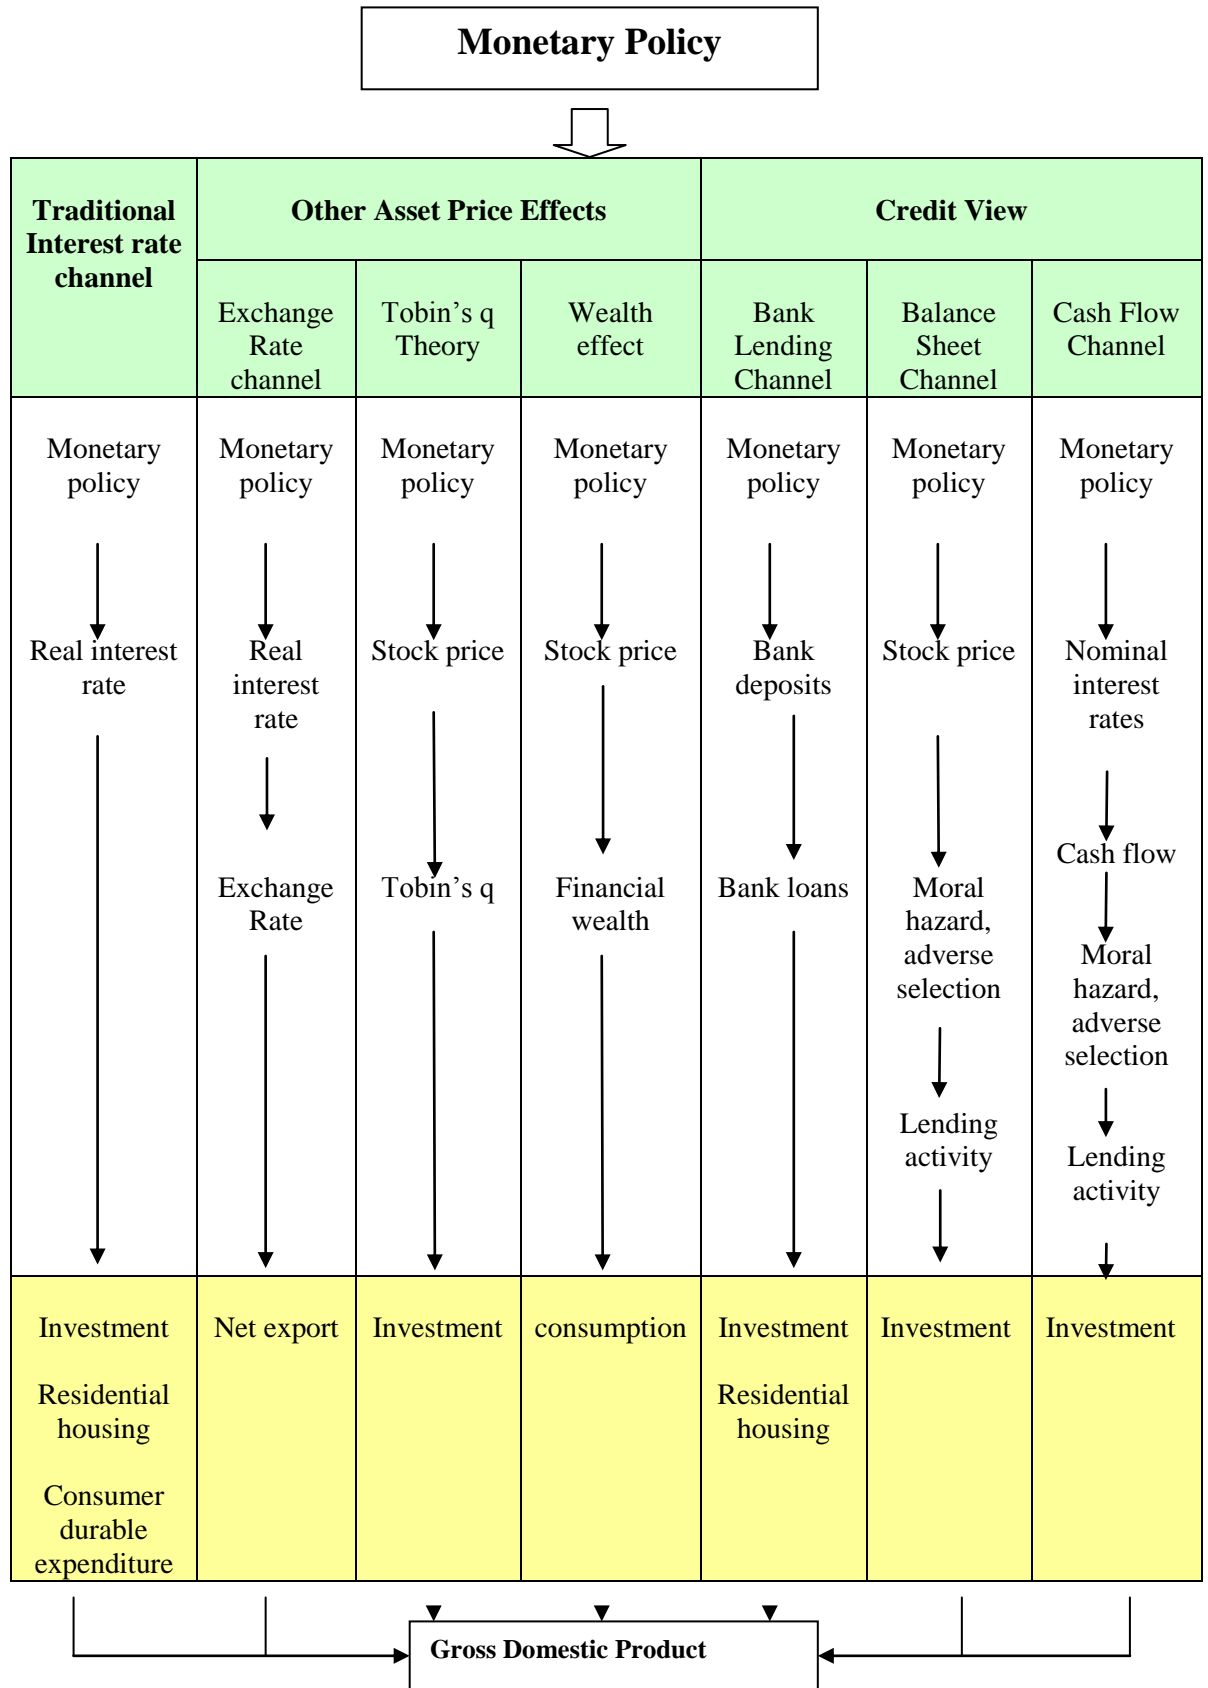 Monetary Policy
Traditional
Interest rate
channel
Other Asset Price Effects
Credit View
Exchange
Rate
channel
Tobin’s q
Theory
Wealth
effect
Bank
Lending
Channel
Balance
Sheet
Channel
Cash Flow
Channel
Monetary
policy
Real interest
rate
Monetary
policy
Real
interest
rate
Exchange
Rate
Monetary
policy
Stock price
Tobin’s q
Monetary
policy
Stock price
Financial
wealth
Monetary
policy
Bank
deposits
Bank loans
Monetary
policy
Stock price
Moral
hazard,
adverse
selection
Lending
activity
Monetary
policy
Nominal
interest
rates
Cash flow
Moral
hazard,
adverse
selection
Lending
activity
Investment
Residential
housing
Consumer
durable
expenditure
Net export
Investment
consumption
Investment
Residential
housing
Investment
Investment
Gross Domestic Product